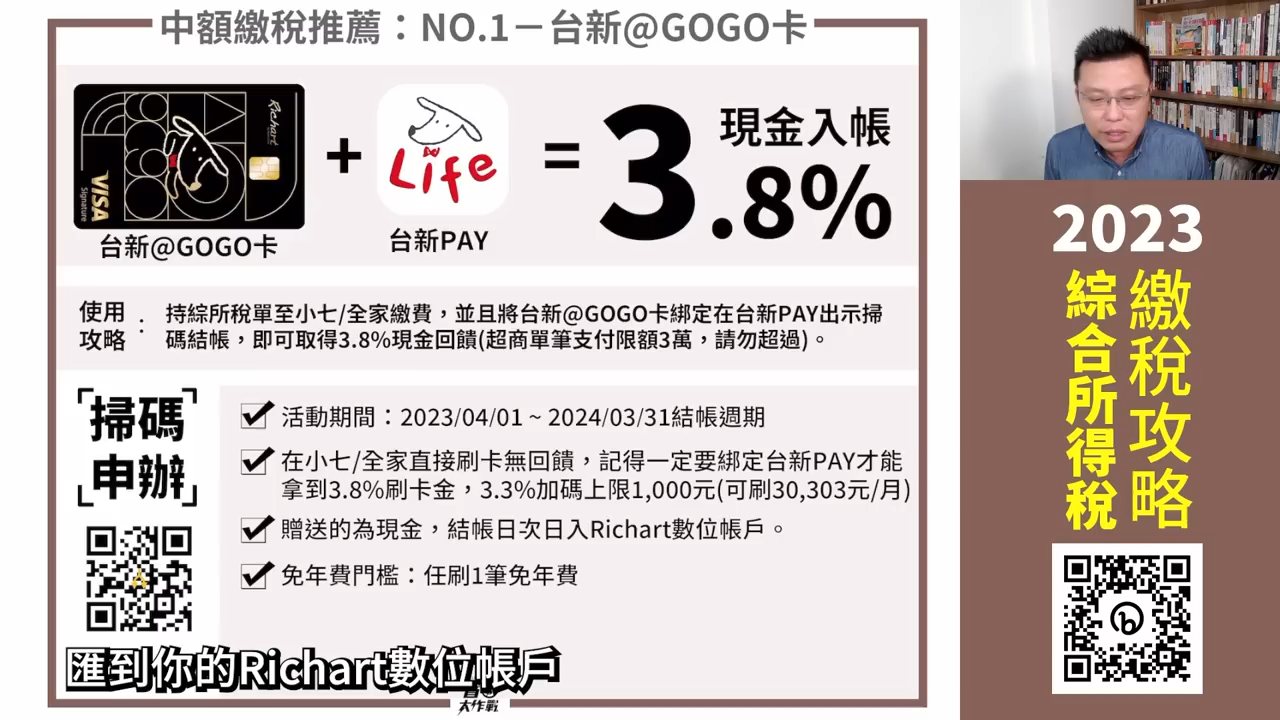 中額繳稅推薦：NO.1－台新@GOGO卡
Richart
VISA
Signature
台新@GOGO卡
+
Life
台新PAY
=
現金入帳
3.8%
使用攻略：
持綜所稅單至小七/全家繳費，並且將台新@GOGO卡綁定在台新PAY出示掃
碼結帳，即可取得3.8%現金回饋(超商單筆支付限額3萬，請勿超過)。
掃碼
申辦
活動期間：2023/04/01 ~ 2024/03/31結帳週期
在小七/全家直接刷卡無回饋，記得一定要綁定台新PAY才能
拿到3.8%刷卡金，3.3%加碼上限1,000元(可刷30,303元/月)
贈送的為現金，結帳日次日入Richart數位帳戶。
免年費門檻：任刷1筆免年費
匯到你的Richart數位帳戶
大作戰
2023
繳稅攻略
綜合所得稅
b